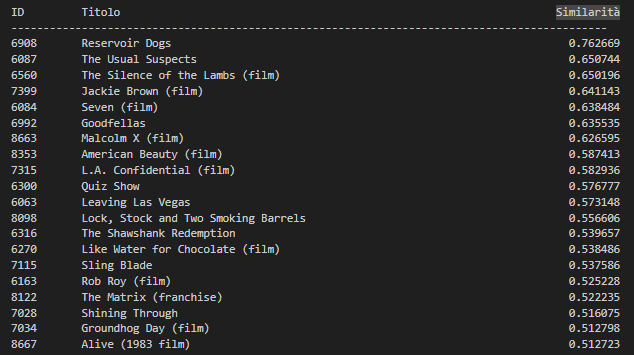 ID Titolo Similarità
------------------------------------------------------------------------------------------
6908 Reservoir Dogs 0.762669
6087 The Usual Suspects 0.650744
6560 The Silence of the Lambs (film) 0.650196
7399 Jackie Brown (film) 0.641143
6084 Seven (film) 0.638484
6992 Goodfellas 0.635535
8663 Malcolm X (film) 0.626595
8353 American Beauty (film) 0.587413
7315 L.A. Confidential (film) 0.582936
6300 Quiz Show 0.576777
6063 Leaving Las Vegas 0.573148
8098 Lock, Stock and Two Smoking Barrels 0.556606
6316 The Shawshank Redemption 0.539657
6270 Like Water for Chocolate (film) 0.538486
7115 Sling Blade 0.537586
6163 Rob Roy (film) 0.525228
8122 The Matrix (franchise) 0.522235
7028 Shining Through 0.516075
7034 Groundhog Day (film) 0.512798
8667 Alive (1983 film) 0.512723